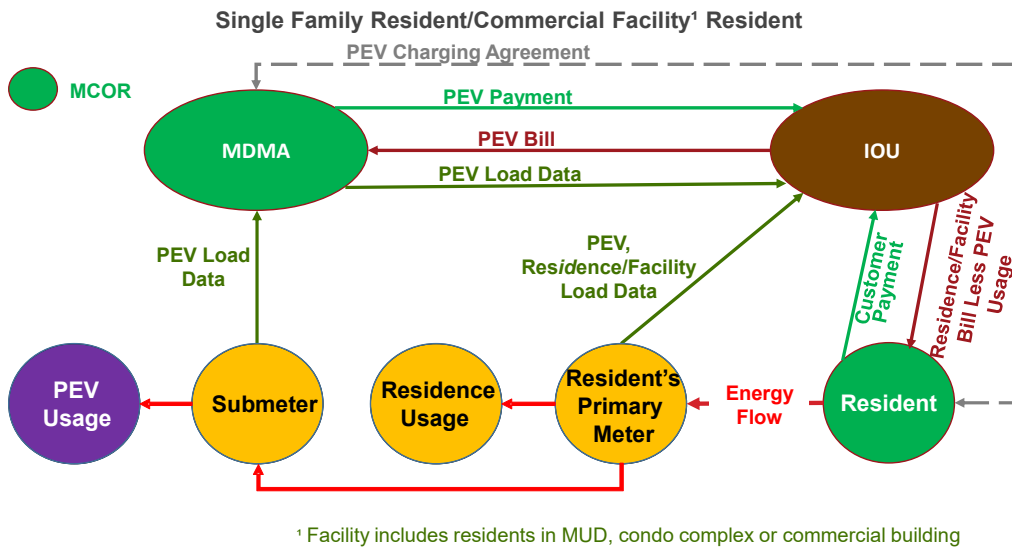 Single Family Resident/Commercial Facility¹ Resident
PEV Charging Agreement
MCOR
PEV Payment
MDMA
PEV Bill
IOU
PEV Load Data
PEV Load
Data
PEV,
Residence/Facility
Load Data
Customer
Payment
Residence/Facility
Bill Less PEV
Usage
PEV
Usage
Submeter
Residence
Usage
Resident’s
Primary
Meter
Energy
Flow
Resident
¹ Facility includes residents in MUD, condo complex or commercial building